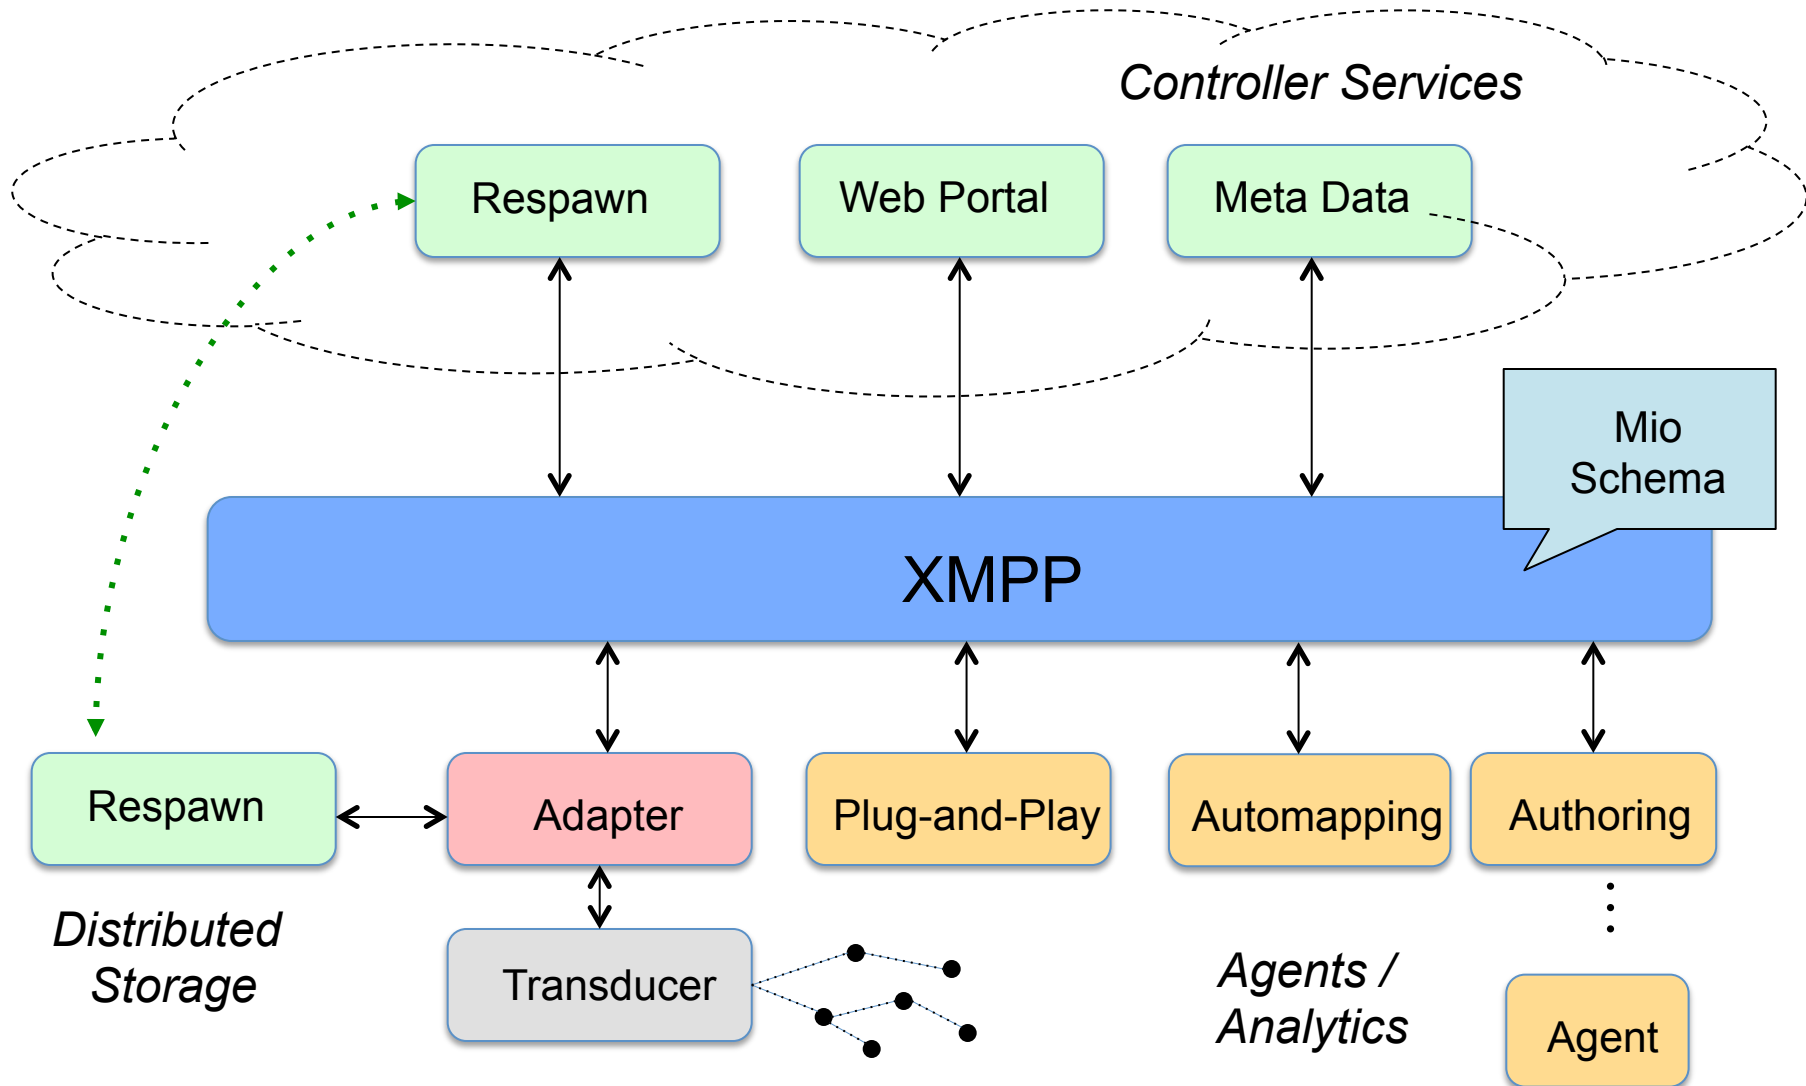 Controller Services
Respawn
Web Portal
Meta Data
Mio
Schema
XMPP
Respawn
Adapter
Plug-and-Play
Automapping
Authoring
Distributed
Storage
Transducer
Agents /
Analytics
Agent